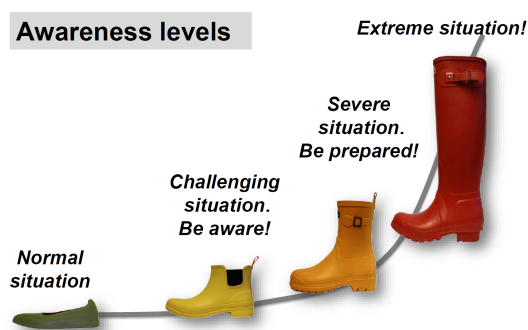 Awareness levels
Extreme situation!
Severe
situation.
Be prepared!
Challenging
situation.
Be aware!
Normal
situation